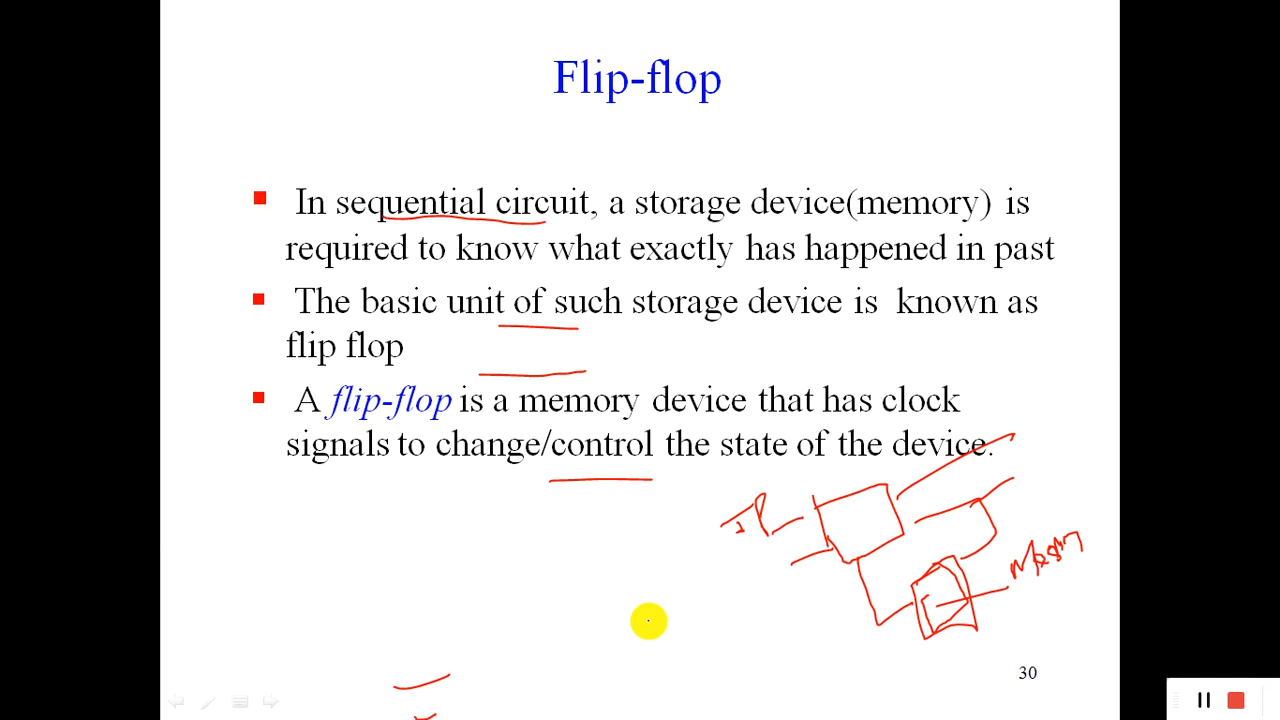 Flip-flop
In sequential circuit, a storage device(memory) is
required to know what exactly has happened in past
The basic unit of such storage device is known as
flip flop
A flip-flop is a memory device that has clock
signals to change/control the state of the device.
IP
30